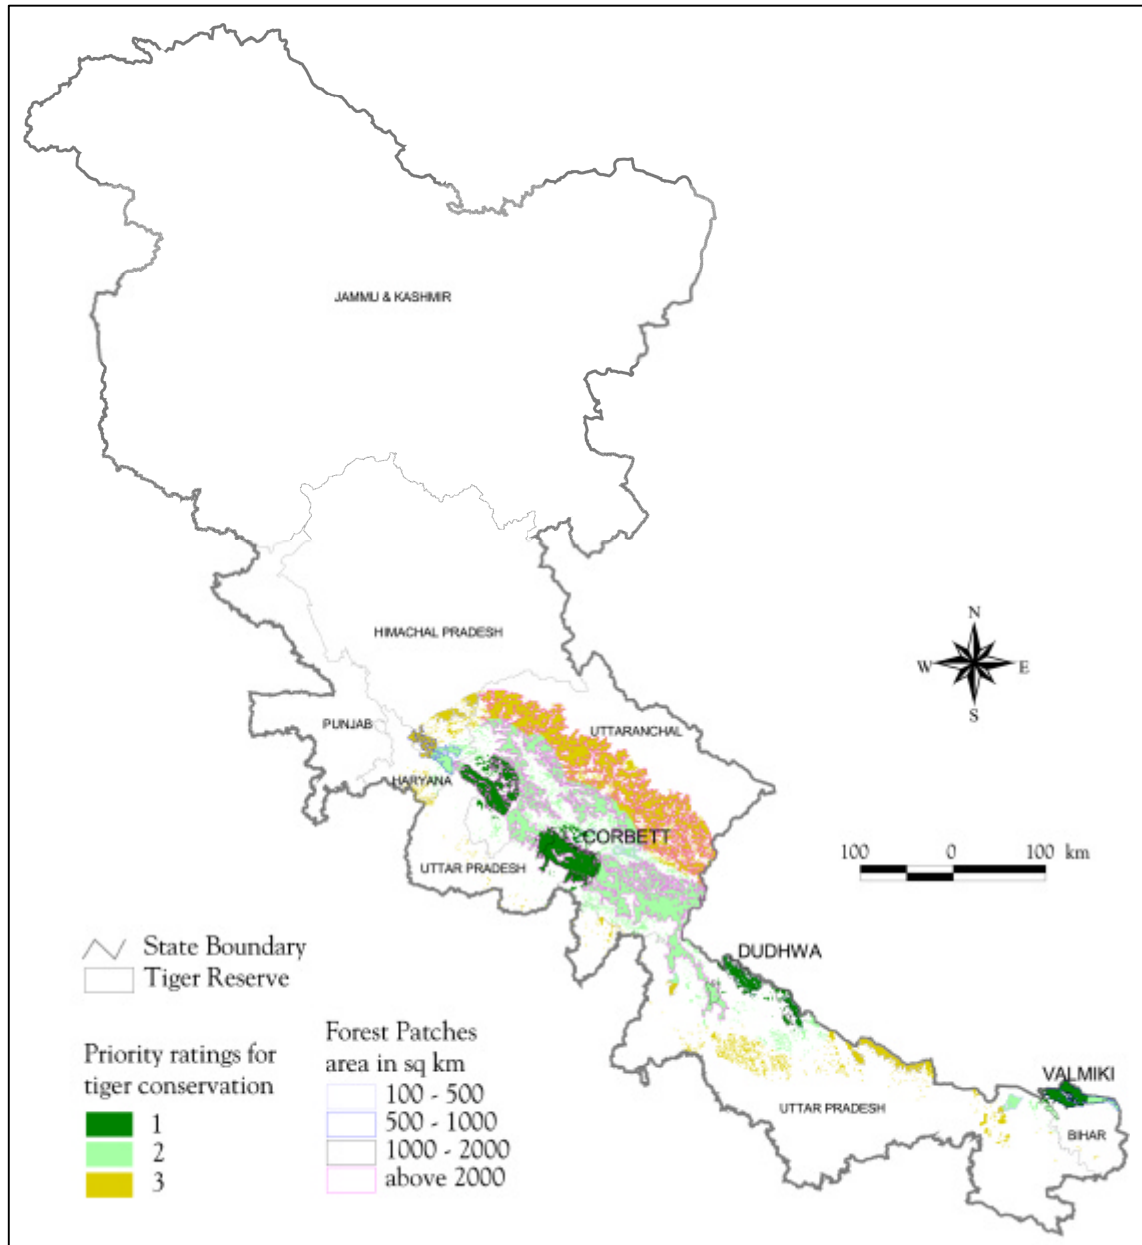 JAMMU & KASHMIR
HIMACHAL PRADESH
N
W E
S
PUNJAB
UTTARANCHAL
HARYANA
CORBETT
UTTAR PRADESH
100 0 100 km
State Boundary
Tiger Reserve
DUDHWA
Priority ratings for
tiger conservation
1
2
3
Forest Patches
area in sq km
100 - 500
500 - 1000
1000 - 2000
above 2000
VALMIKI
UTTAR PRADESH
BIHAR